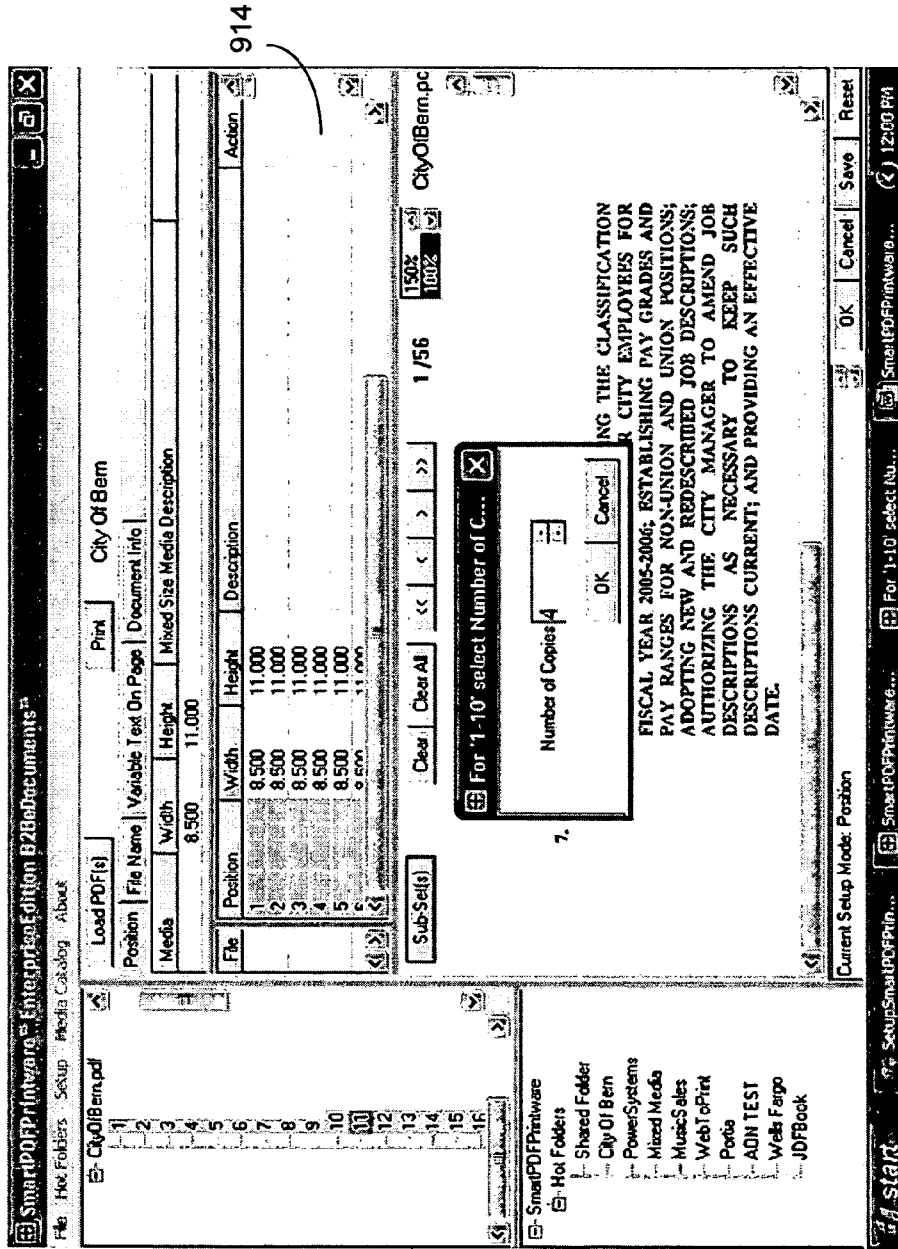 914
SmartPDFPrintware™ Enterprise Edition B2BeDocuments™
File Hot Folders Setup Media Catalog About
CityOfBern.pdf
1
2
3
4
5
6
7
8
9
10
11
12
13
14
15
16
SmartPDFPrintware
Hot Folders
Shared Folder
City Of Bern
PowerSystems
Mixed Media
MusicSales
WebToPrint
Portia
AON TEST
Wells Fargo
JDFBook
Load PDF(s) Print City Of Bern
Position File Name Variable Text On Page Document Info
Media Width Height Mixed Size Media Description
8.500 11.000
File Position Width Height Description Action
1 8.500 11.000
2 8.500 11.000
3 8.500 11.000
4 8.500 11.000
5 8.500 11.000
6 8.500 11.000
Sub-Set(s) Clear Clear All << < > >> 1 /56 150% CityOfBern.pc
100%
For '1-10' select Number of C...
Number of Copies 4
OK Cancel
7.
NG THE CLASSIFICATION
R CITY EMPLOYEES FOR
FISCAL YEAR 2005-2006; ESTABLISHING PAY GRADES AND
PAY RANGES FOR NON-UNION AND UNION POSITIONS;
ADOPTING NEW AND REDESCRIBED JOB DESCRIPTIONS;
AUTHORIZING THE CITY MANAGER TO AMEND JOB
DESCRIPTIONS AS NECESSARY TO KEEP SUCH
DESCRIPTIONS CURRENT; AND PROVIDING AN EFFECTIVE
DATE.
Current Setup Mode: Position OK Cancel Save Reset
start SetupSmartPDFPrin... SmartPDFPrintware... For '1-10' select Nu... SmartPDFPrintware... 12:00 PM